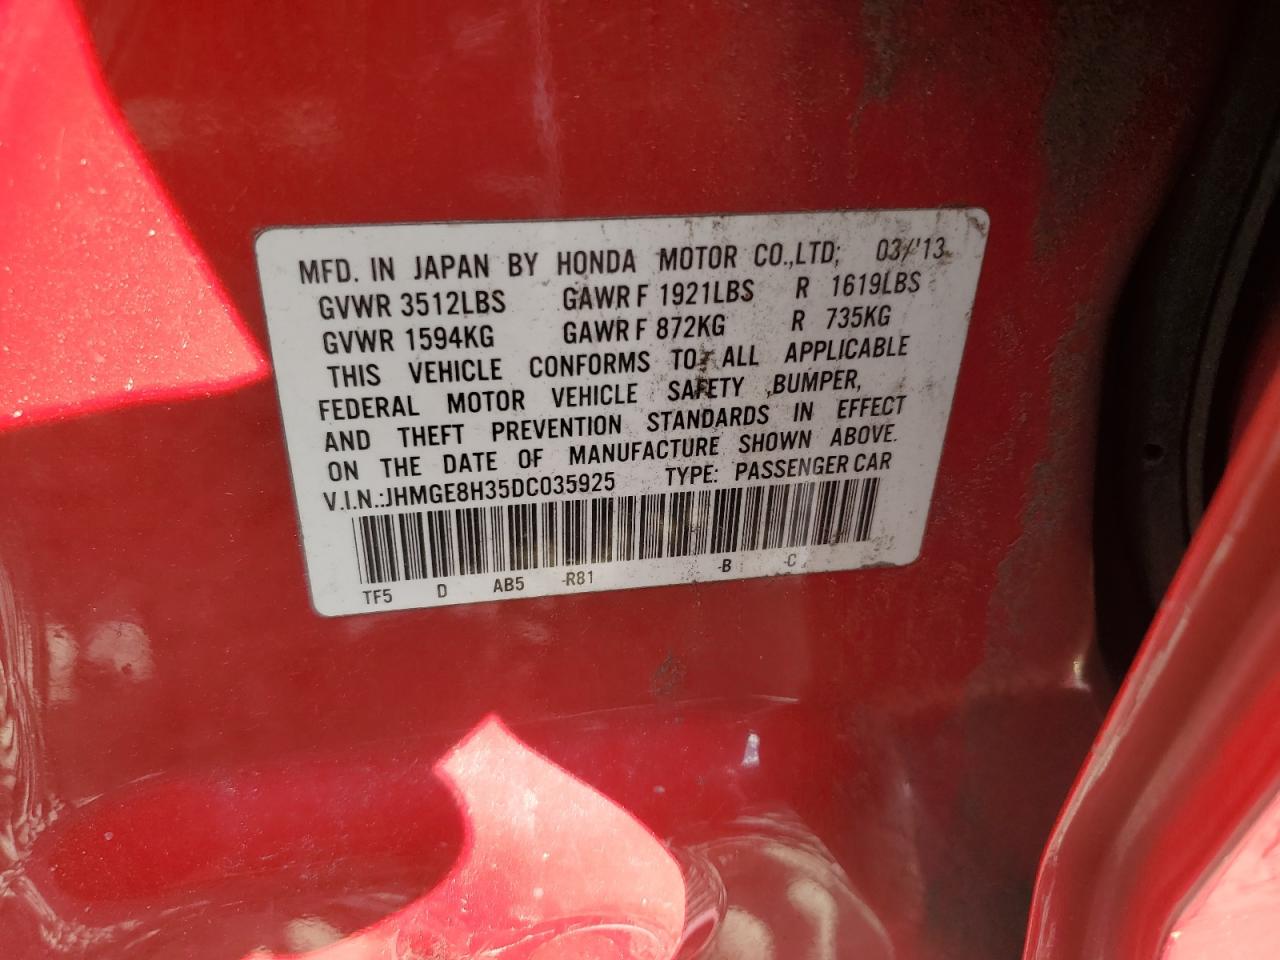 MFD. IN JAPAN BY HONDA MOTOR CO.,LTD; 03/'13
GVWR 3512LBS GAWR F 1921LBS R 1619LBS
GVWR 1594KG GAWR F 872KG R 735KG
THIS VEHICLE CONFORMS TO ALL APPLICABLE
FEDERAL MOTOR VEHICLE SAFETY ,BUMPER,
AND THEFT PREVENTION STANDARDS IN EFFECT
ON THE DATE OF MANUFACTURE SHOWN ABOVE.
V.I.N.:JHMGE8H35DC035925 TYPE: PASSENGER CAR
TF5 D AB5 -R81 -B -C